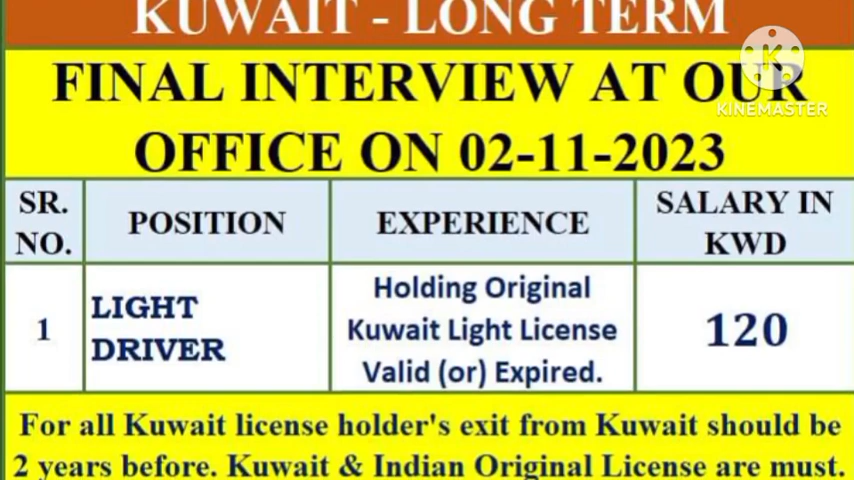 KUWAIT - LONG TERM
FINAL INTERVIEW AT OUR
OFFICE ON 02-11-2023
K
KINEMASTER
SR. NO.
POSITION
EXPERIENCE
SALARY IN KWD
1
LIGHT
DRIVER
Holding Original
Kuwait Light License
Valid (or) Expired.
120
For all Kuwait license holder's exit from Kuwait should be
2 years before. Kuwait & Indian Original License are must.